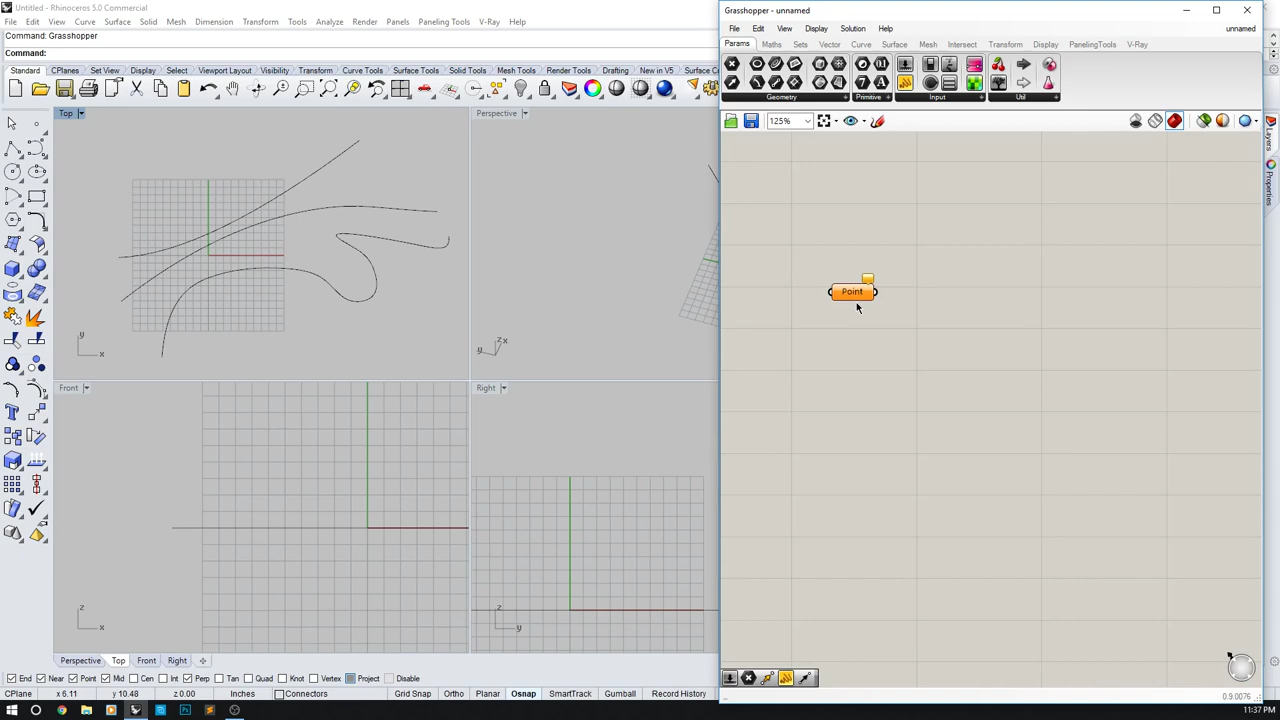 Untitled - Rhinoceros 5.0 Commercial
File Edit View Curve Surface Solid Mesh Dimension Transform Tools Analyze Render Panels Paneling Tools V-Ray Help
Command: Grasshopper
Command:
Standard CPlanes Set View Display Select Viewport Layout Visibility Transform Curve Tools Surface Tools Solid Tools Mesh Tools Render Tools Drafting New in V5
Top
Perspective
y
x
z x
y
Front
Right
z
x
z
y
Perspective Top Front Right
End Near Point Mid Cen Int Perp Tan Quad Knot Vertex Project Disable
CPlane x 6.11 y 10.48 z 0.00 Inches Connectors Grid Snap Ortho Planar Osnap SmartTrack Gumball Record History
Grasshopper - unnamed
File Edit View Display Solution Help unnamed
Params Maths Sets Vector Curve Surface Mesh Intersect Transform Display PanelingTools V-Ray
Geometry Primitive Input Util
125%
Point
0.9.0076
Layers
Properties
11:37 PM